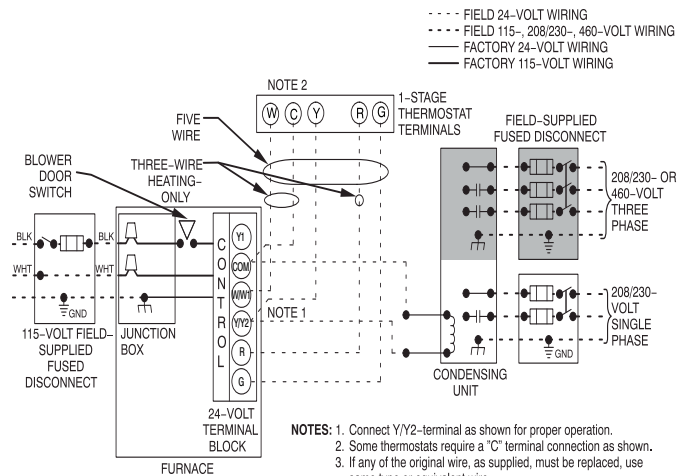 FIELD 24-VOLT WIRING
FIELD 115-, 208/230-, 460-VOLT WIRING
FACTORY 24-VOLT WIRING
FACTORY 115-VOLT WIRING
NOTE 2
W C Y R G
1-STAGE
THERMOSTAT
TERMINALS
FIVE
WIRE
THREE-WIRE
HEATING-
ONLY
BLOWER
DOOR
SWITCH
FIELD-SUPPLIED
FUSED DISCONNECT
208/230- OR
460-VOLT
THREE
PHASE
BLK
BLK
WHT
WHT
GND
CONTROL
Y1
COM
W/W1
Y/Y2
R
G
NOTE 1
208/230-
VOLT
SINGLE
PHASE
GND
115-VOLT FIELD-
SUPPLIED
FUSED
DISCONNECT
JUNCTION
BOX
CONDENSING
UNIT
24-VOLT
TERMINAL
BLOCK
FURNACE
NOTES: 1. Connect Y/Y2-terminal as shown for proper operation.
2. Some thermostats require a "C" terminal connection as shown.
3. If any of the original wire, as supplied, must be replaced, use